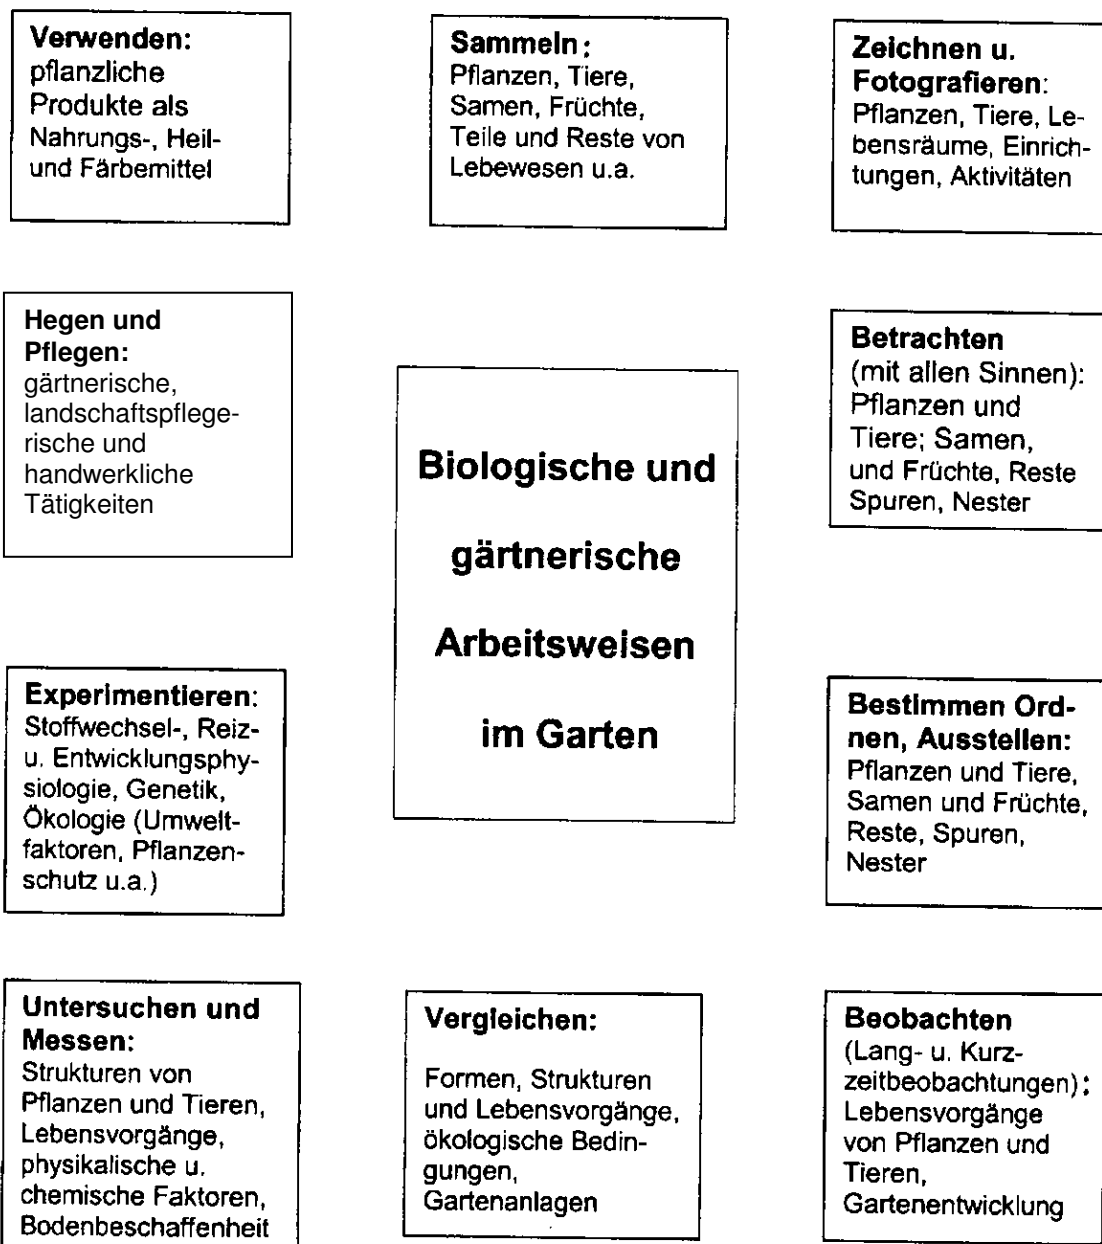 Verwenden:
pflanzliche
Produkte als
Nahrungs-, Heil-
und Färbemittel
Sammeln:
Pflanzen, Tiere,
Samen, Früchte,
Teile und Reste von
Lebewesen u.a.
Zeichnen u.
Fotografieren:
Pflanzen, Tiere, Le-
bensräume, Einrich-
tungen, Aktivitäten
Hegen und
Pflegen:
gärtnerische,
landschaftspflege-
rische und
handwerkliche
Tätigkeiten
Biologische und
gärtnerische
Arbeitsweisen
im Garten
Betrachten
(mit allen Sinnen):
Pflanzen und
Tiere; Samen,
und Früchte, Reste
Spuren, Nester
Experimentieren:
Stoffwechsel-, Reiz-
u. Entwicklungsphy-
siologie, Genetik,
Ökologie (Umwelt-
faktoren, Pflanzen-
schutz u.a.)
Bestimmen Ord-
nen, Ausstellen:
Pflanzen und Tiere,
Samen und Früchte,
Reste, Spuren,
Nester
Untersuchen und
Messen:
Strukturen von
Pflanzen und Tieren,
Lebensvorgänge,
physikalische u.
chemische Faktoren,
Bodenbeschaffenheit
Vergleichen:
Formen, Strukturen
und Lebensvorgänge,
ökologische Bedin-
gungen,
Gartenanlagen
Beobachten
(Lang- u. Kurz-
zeitbeobachtungen):
Lebensvorgänge
von Pflanzen und
Tieren,
Gartenentwicklung